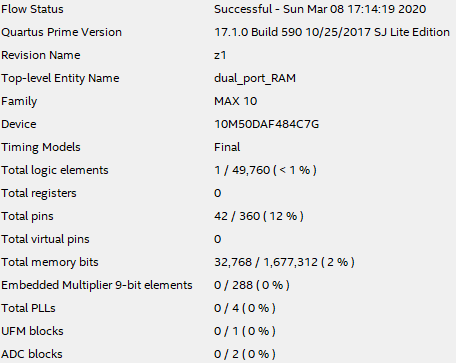 Flow Status Successful - Sun Mar 08 17:14:19 2020
Quartus Prime Version 17.1.0 Build 590 10/25/2017 SJ Lite Edition
Revision Name z1
Top-level Entity Name dual_port_RAM
Family MAX 10
Device 10M50DAF484C7G
Timing Models Final
Total logic elements 1 / 49,760 ( < 1 % )
Total registers 0
Total pins 42 / 360 ( 12 % )
Total virtual pins 0
Total memory bits 32,768 / 1,677,312 ( 2 % )
Embedded Multiplier 9-bit elements 0 / 288 ( 0 % )
Total PLLs 0 / 4 ( 0 % )
UFM blocks 0 / 1 ( 0 % )
ADC blocks 0 / 2 ( 0 % )